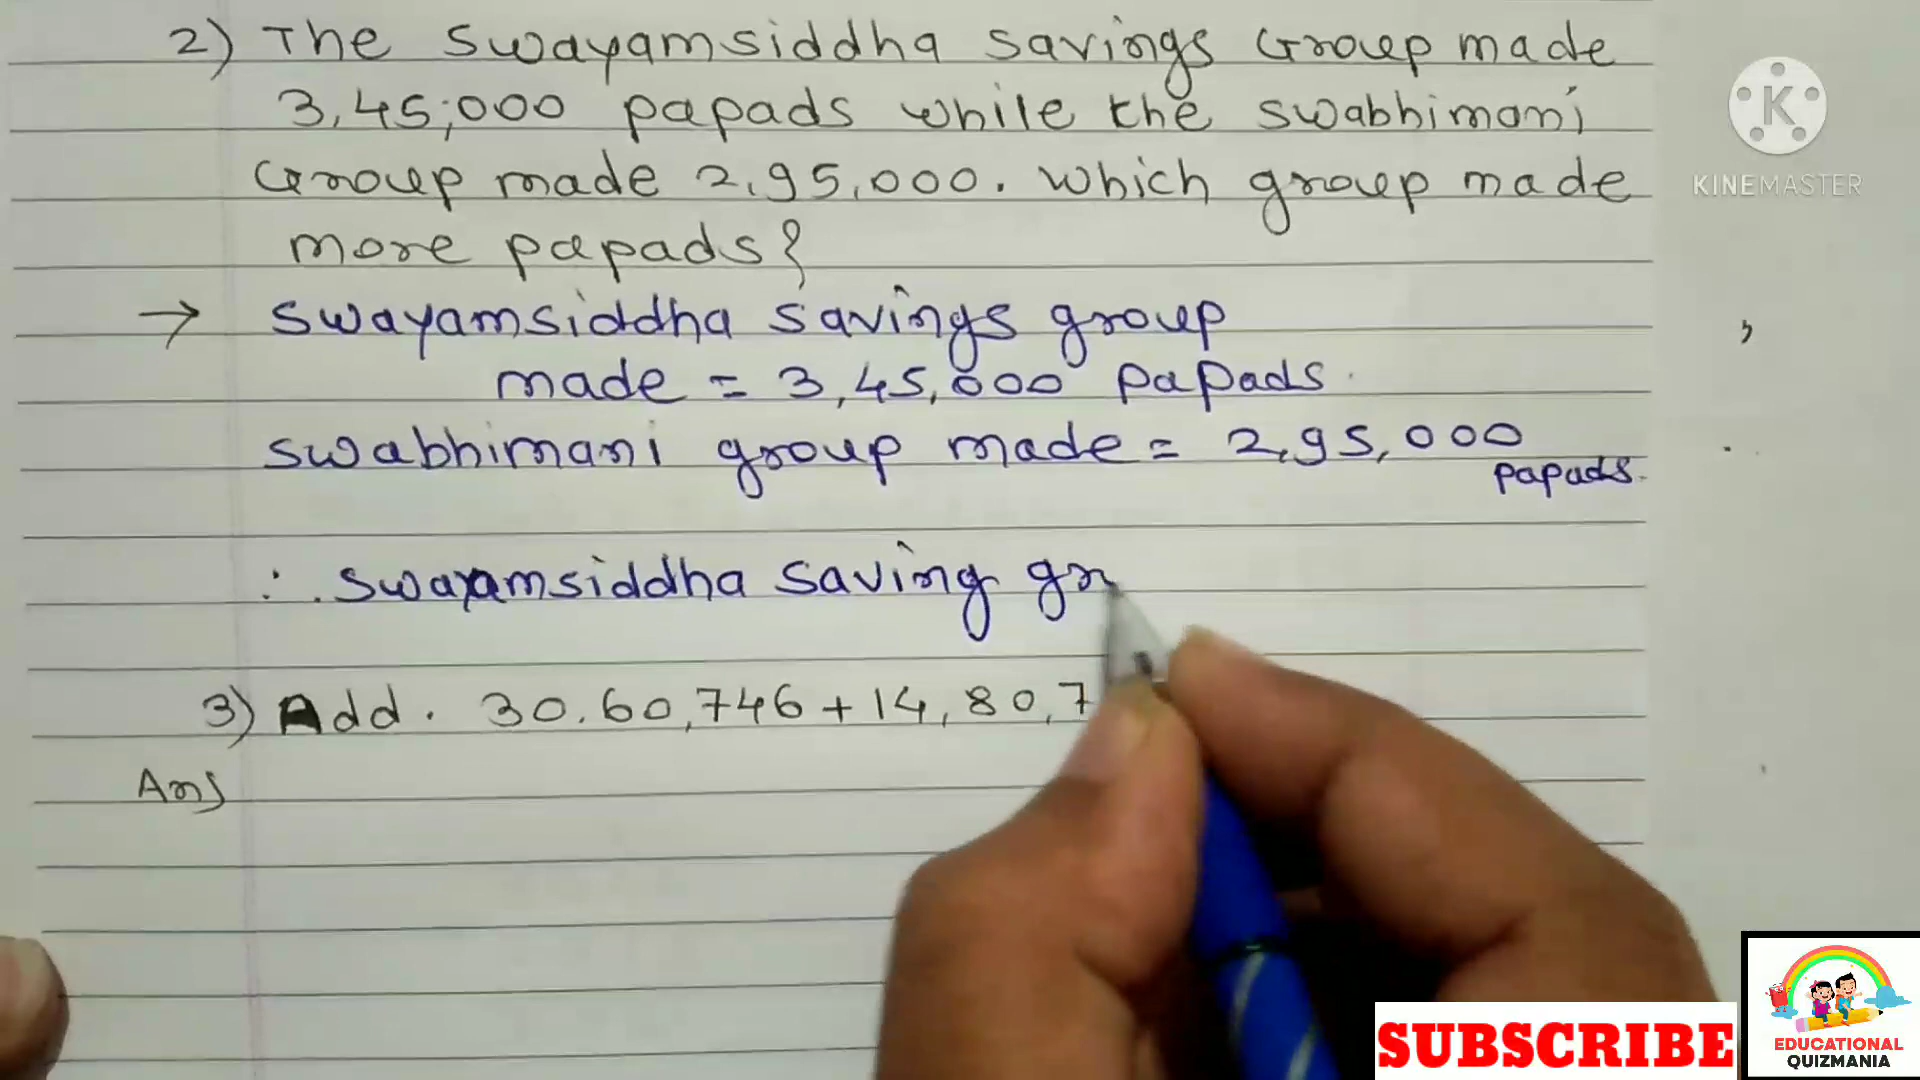 2) The swayamsiddha savings Group made
3,45,000 papads while the swabhimani
Group made 2,95,000. Which group made
more papads?
→ swayamsiddha savings group
made = 3,45,000 papads.
swabhimani group made = 2,95,000
papads.
∴ swayamsiddha saving gr
3) Add. 30,60,746 + 14,80,7
Ans
K
KINEMASTER
SUBSCRIBE
EDUCATIONAL
QUIZMANIA